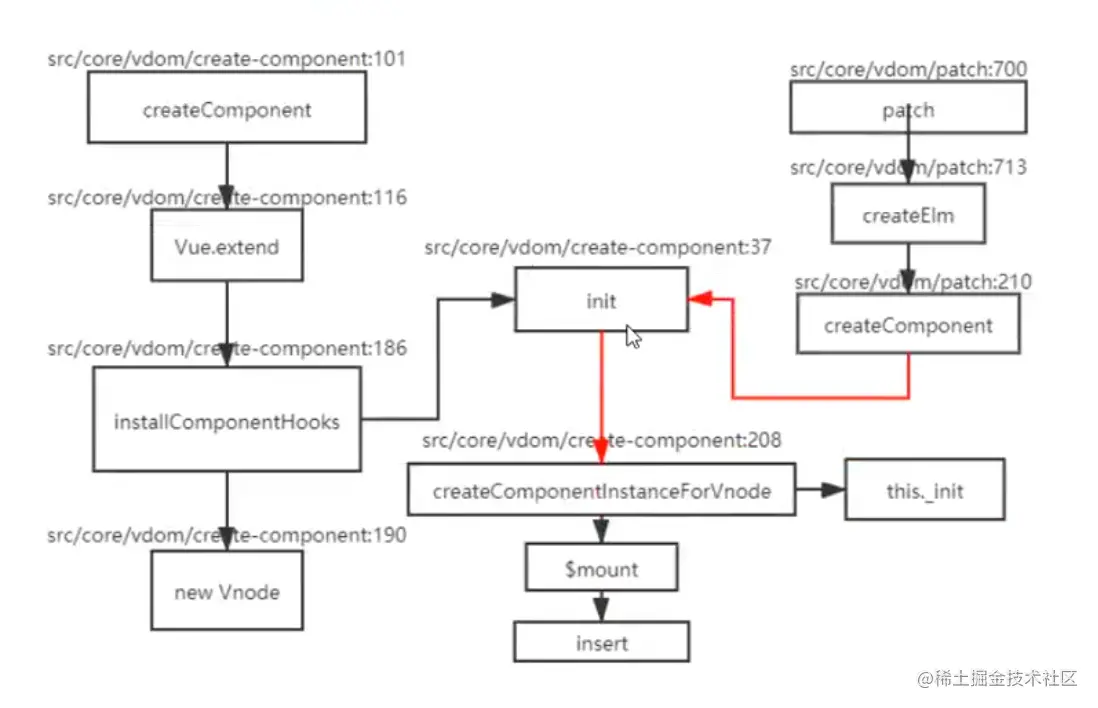 src/core/vdom/create-component:101
createComponent
src/core/vdom/create-component:116
Vue.extend
src/core/vdom/create-component:186
installComponentHooks
src/core/vdom/create-component:190
new Vnode
src/core/vdom/create-component:37
init
src/core/vdom/create-component:208
createComponentInstanceForVnode
this._init
$mount
insert
src/core/vdom/patch:700
patch
src/core/vdom/patch:713
createElm
src/core/vdom/patch:210
createComponent
@稀土掘金技术社区